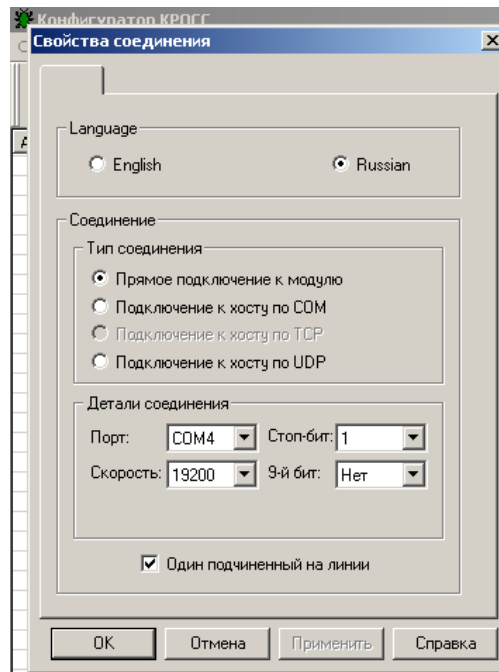 Конфигуратор КРОСС
Свойства соединения
Language
English
Russian
Соединение
Тип соединения
Прямое подключение к модулю
Подключение к хосту по COM
Подключение к хосту по TCP
Подключение к хосту по UDP
Детали соединения
Порт: COM4 Стоп-бит: 1
Скорость: 19200 9-й бит: Нет
Один подчиненный на линии
OK Отмена Применить Справка